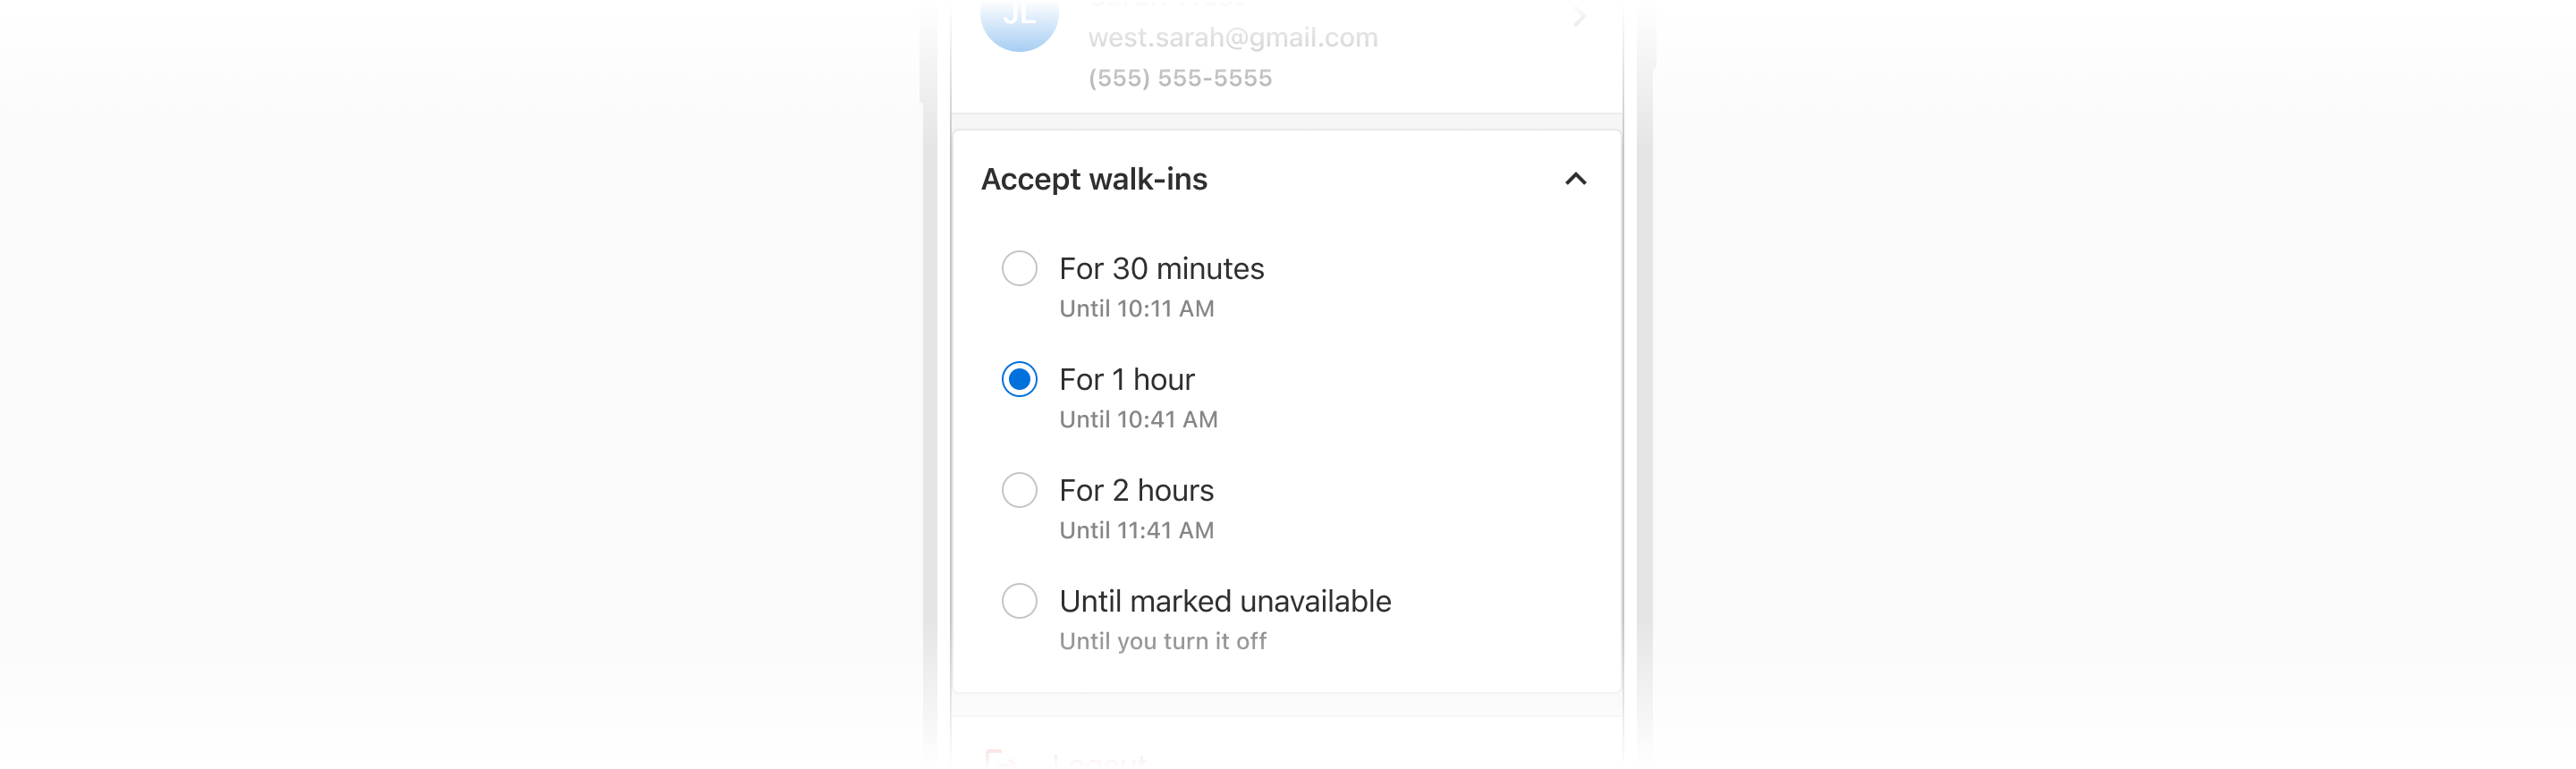 JL
west.sarah@gmail.com
(555) 555-5555
Accept walk-ins
For 30 minutes
Until 10:11 AM
For 1 hour
Until 10:41 AM
For 2 hours
Until 11:41 AM
Until marked unavailable
Until you turn it off
Logout